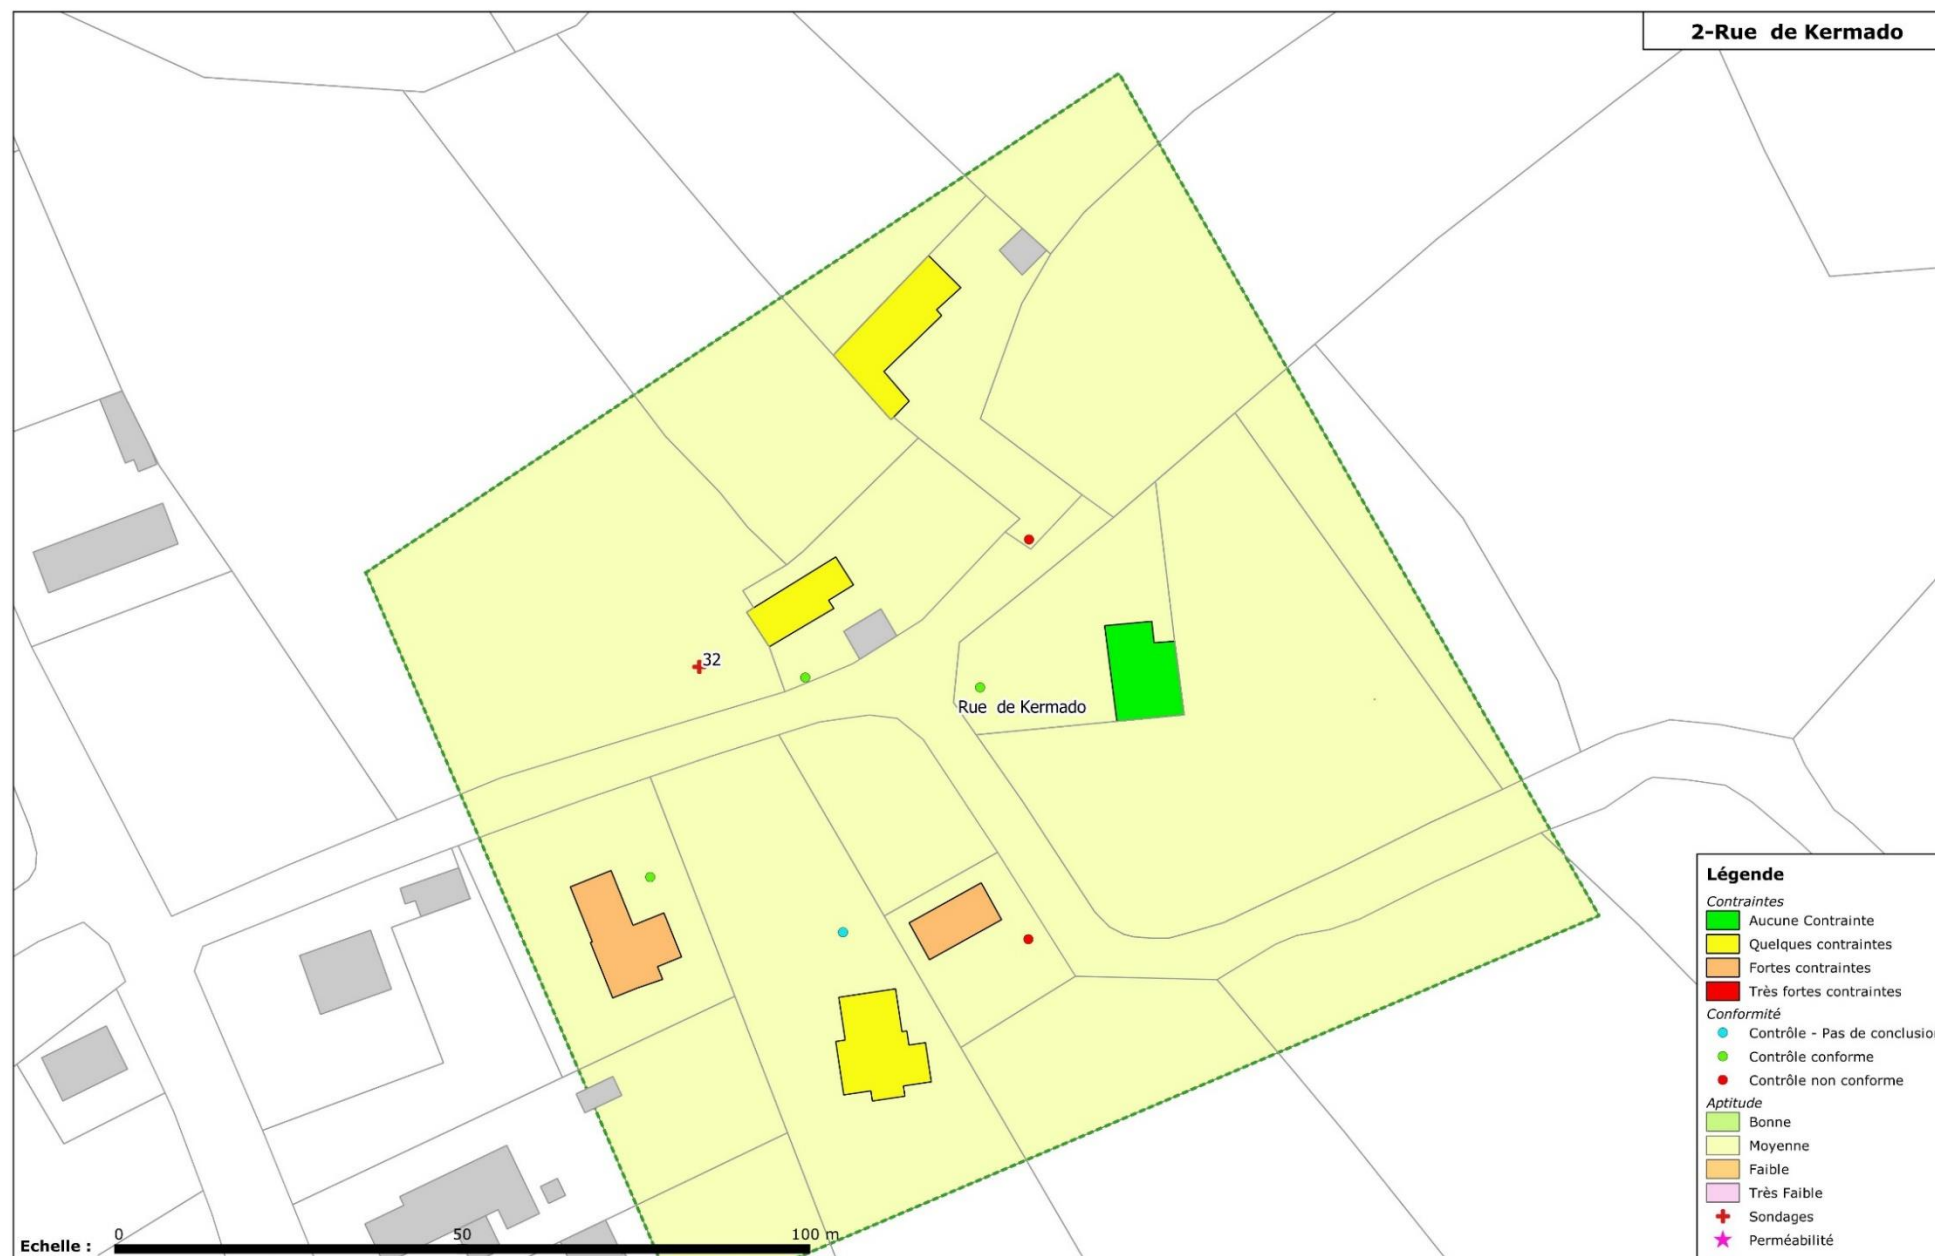 2-Rue de Kermado
32
Rue de Kermado
Légende
Contraintes
Aucune Contrainte
Quelques contraintes
Fortes contraintes
Très fortes contraintes
Conformité
Contrôle - Pas de conclusion
Contrôle conforme
Contrôle non conforme
Aptitude
Bonne
Moyenne
Faible
Très Faible
Sondages
Perméabilité
Echelle : 0 50 100 m